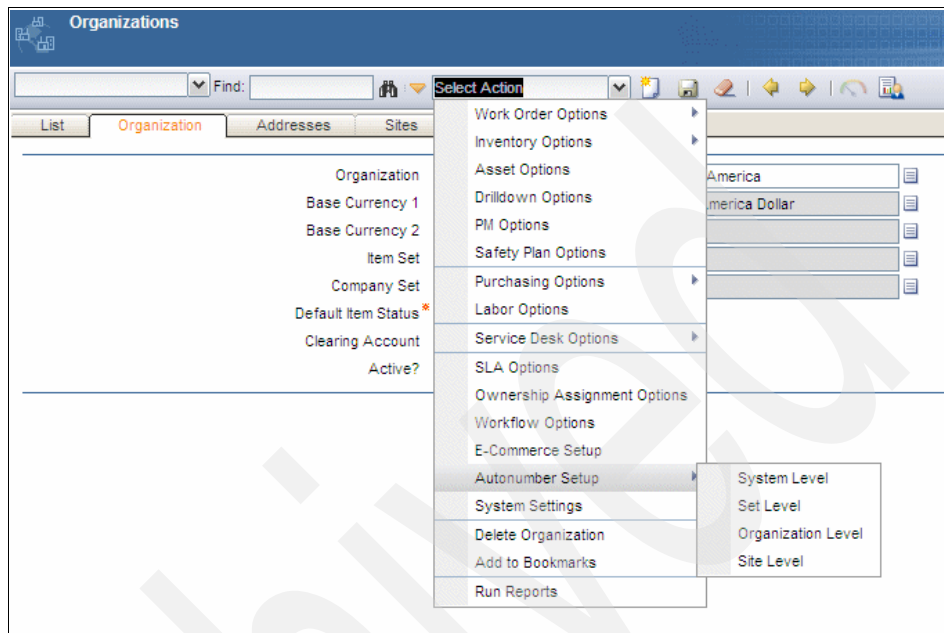 Organizations
Find:
Select Action
List
Organization
Addresses
Sites
Organization
Base Currency 1
Base Currency 2
Item Set
Company Set
Default Item Status*
Clearing Account
Active?
America
merica Dollar
Work Order Options
Inventory Options
Asset Options
Drilldown Options
PM Options
Safety Plan Options
Purchasing Options
Labor Options
Service Desk Options
SLA Options
Ownership Assignment Options
Workflow Options
E-Commerce Setup
Autonumber Setup
System Settings
Delete Organization
Add to Bookmarks
Run Reports
System Level
Set Level
Organization Level
Site Level